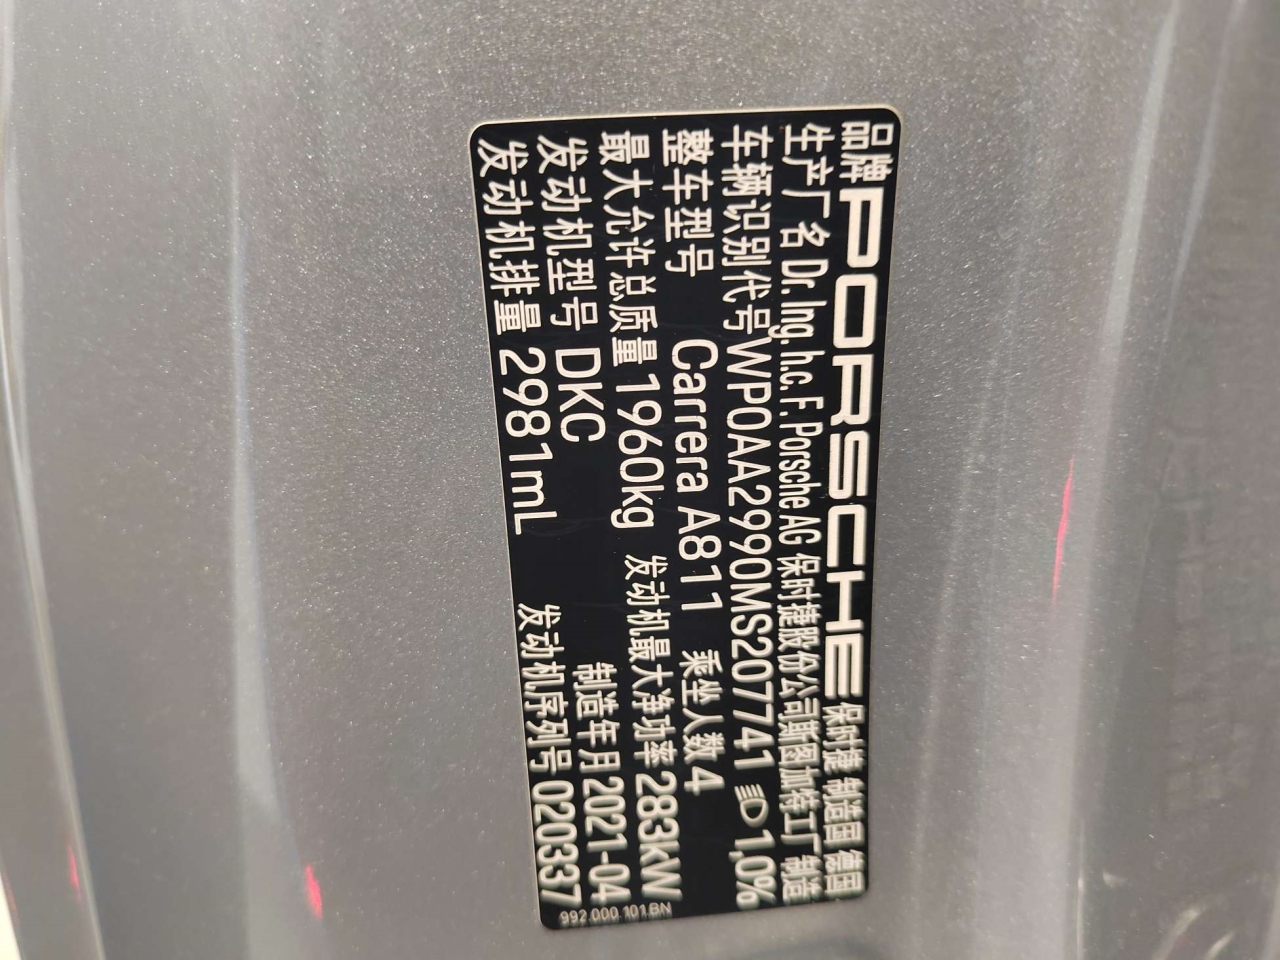 品牌 PORSCHE 保时捷 制造国 德国
生产厂名 Dr. Ing. h.c. F. Porsche AG 保时捷股份公司斯图加特工厂 制造
车辆识别代号 WP0AA2990MS207741 1,0%
整车型号 Carrera A811 乘坐人数 4
最大允许总质量 1960kg 发动机最大净功率 283kW
发动机型号 DKC 制造年月 2021-04
发动机排量 2981mL 发动机序列号 020337
992.000.101.BN